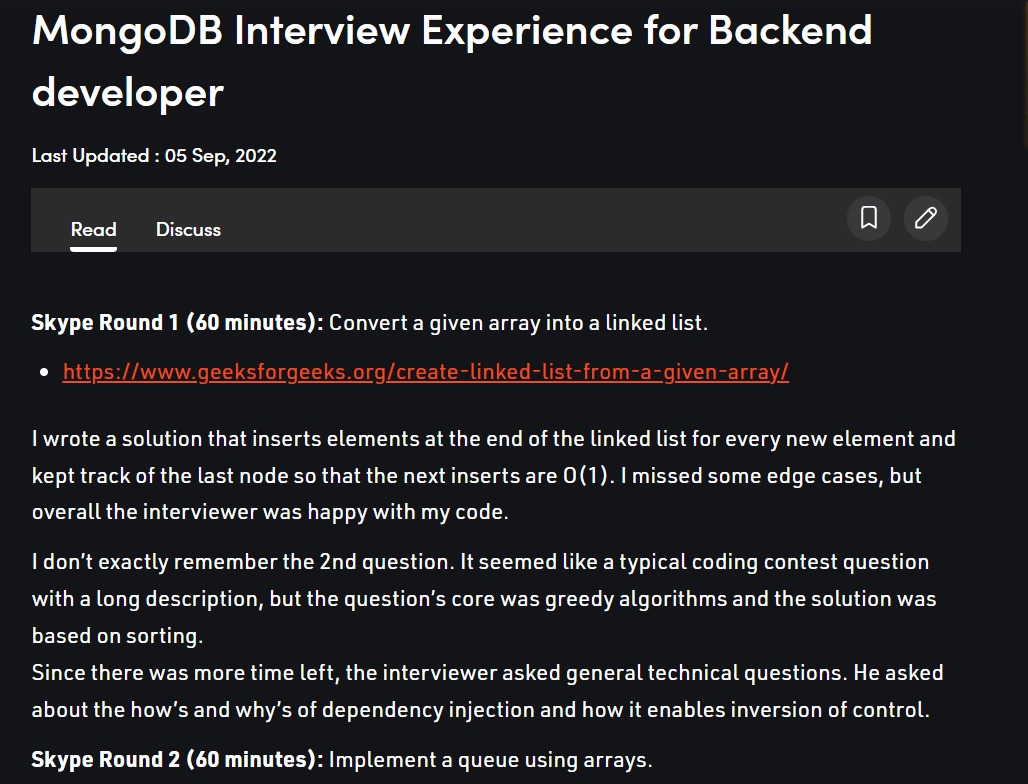 MongoDB Interview Experience for Backend
developer
Last Updated : 05 Sep, 2022
Read Discuss
Skype Round 1 (60 minutes): Convert a given array into a linked list.
https://www.geeksforgeeks.org/create-linked-list-from-a-given-array/
I wrote a solution that inserts elements at the end of the linked list for every new element and
kept track of the last node so that the next inserts are O(1). I missed some edge cases, but
overall the interviewer was happy with my code.
I don’t exactly remember the 2nd question. It seemed like a typical coding contest question
with a long description, but the question’s core was greedy algorithms and the solution was
based on sorting.
Since there was more time left, the interviewer asked general technical questions. He asked
about the how’s and why’s of dependency injection and how it enables inversion of control.
Skype Round 2 (60 minutes): Implement a queue using arrays.